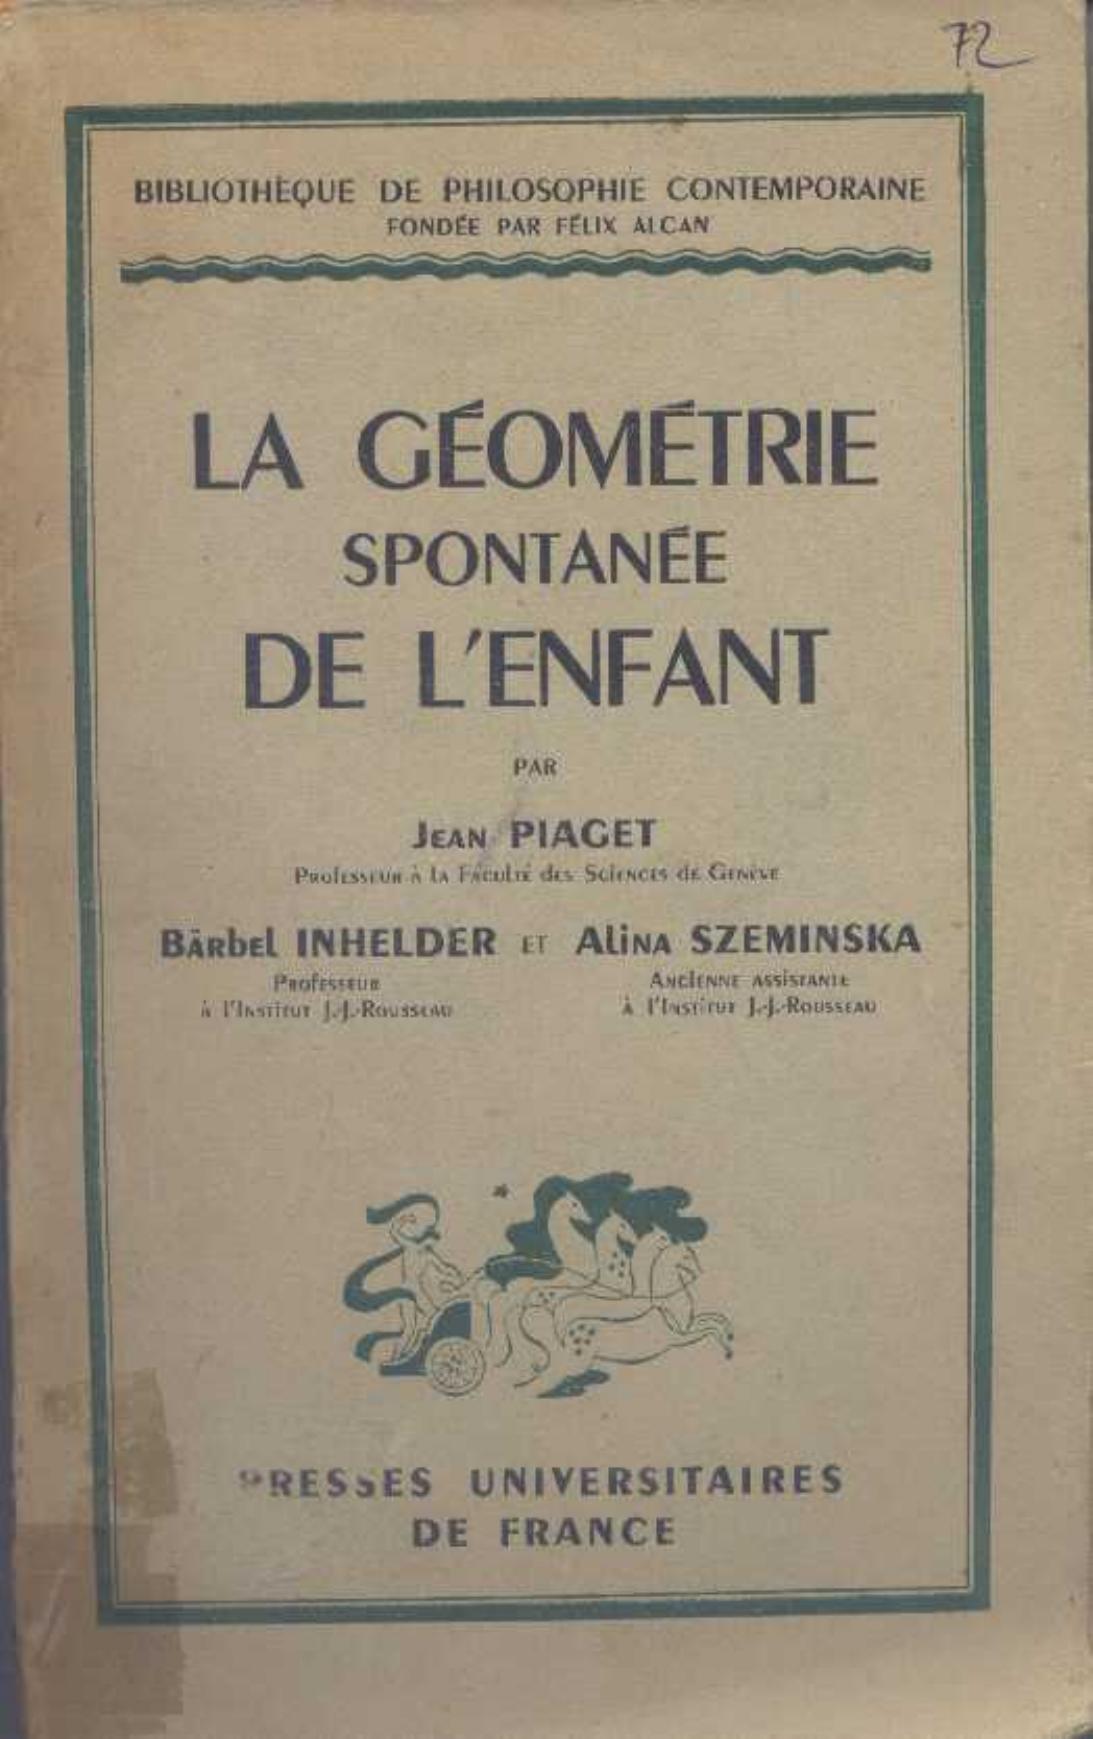 72
BIBLIOTHÈQUE DE PHILOSOPHIE CONTEMPORAINE
FONDÉE PAR FÉLIX ALCAN
LA GÉOMÉTRIE
SPONTANÉE
DE L'ENFANT
PAR
JEAN PIAGET
PROFESSEUR À LA FACULTÉ DES SCIENCES DE GENÈVE
BÄRBEL INHELDER ET ALINA SZEMINSKA
PROFESSEUR ANCIENNE ASSISTANTE
À L'INSTITUT J.-J.-ROUSSEAU À L'INSTITUT J.-J.-ROUSSEAU
PRESSES UNIVERSITAIRES
DE FRANCE